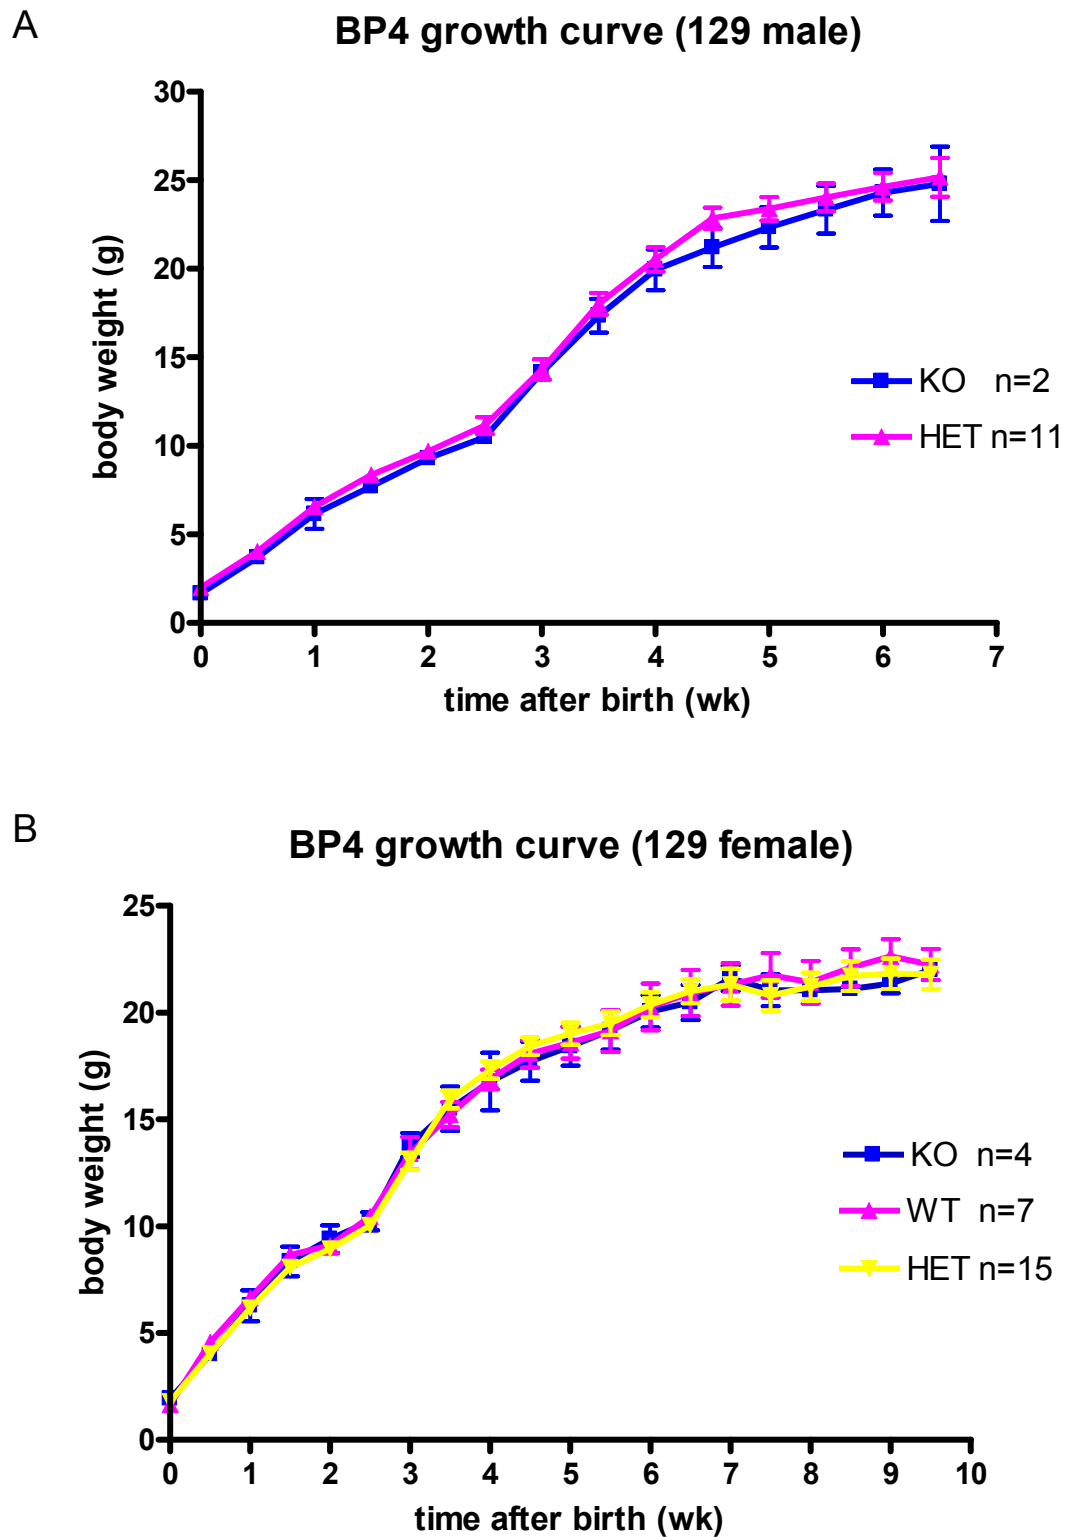 A
BP4 growth curve (129 male)
30
25
20
15
10
5
0
body weight (g)
KO n=2
HET n=11
0 1 2 3 4 5 6 7
time after birth (wk)
B
BP4 growth curve (129 female)
25
20
15
10
5
0
body weight (g)
KO n=4
WT n=7
HET n=15
0 1 2 3 4 5 6 7 8 9 10
time after birth (wk)